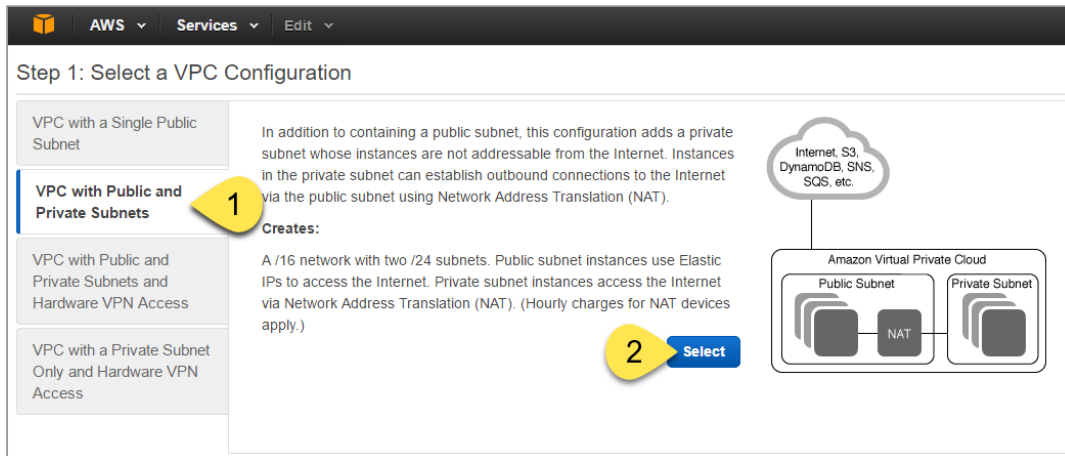 AWS Services Edit
Step 1: Select a VPC Configuration
VPC with a Single Public
Subnet
VPC with Public and
Private Subnets
1
VPC with Public and
Private Subnets and
Hardware VPN Access
VPC with a Private Subnet
Only and Hardware VPN
Access
In addition to containing a public subnet, this configuration adds a private
subnet whose instances are not addressable from the Internet. Instances
in the private subnet can establish outbound connections to the Internet
via the public subnet using Network Address Translation (NAT).
Creates:
A /16 network with two /24 subnets. Public subnet instances use Elastic
IPs to access the Internet. Private subnet instances access the Internet
via Network Address Translation (NAT). (Hourly charges for NAT devices
apply.)
2
Select
Internet, S3,
DynamoDB, SNS,
SQS, etc.
Amazon Virtual Private Cloud
Public Subnet
Private Subnet
NAT